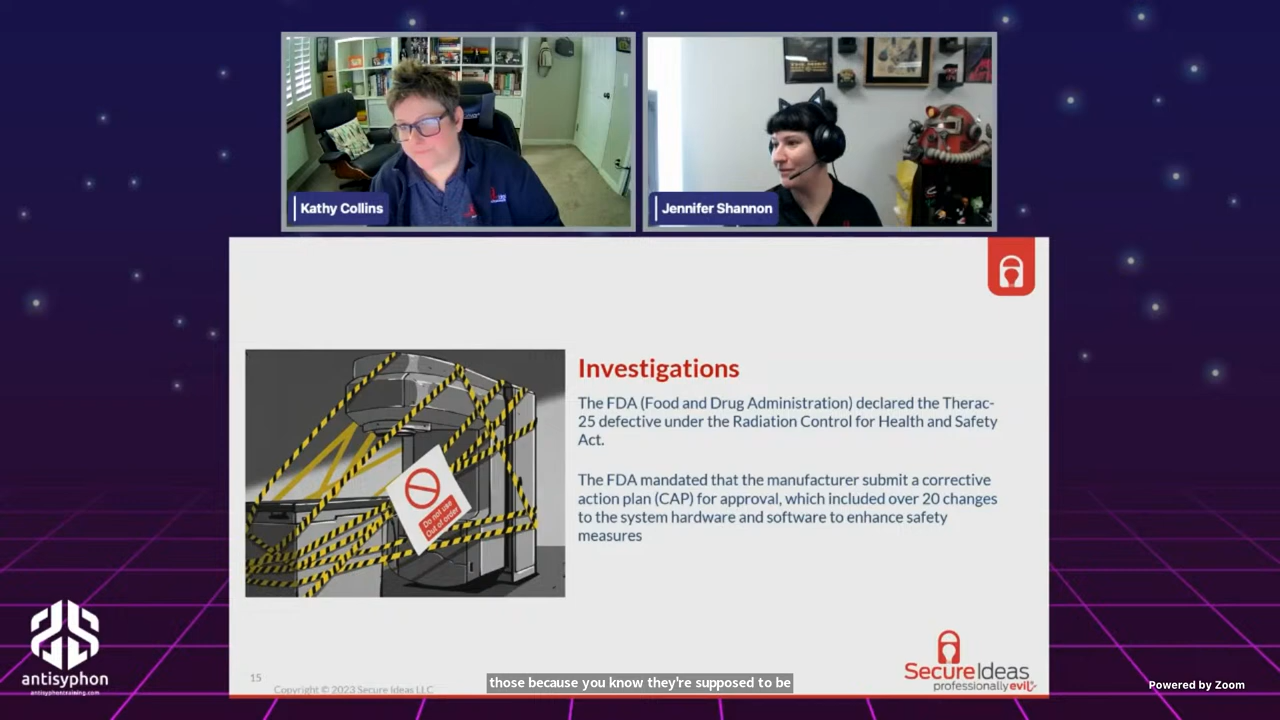 Kathy Collins
Jennifer Shannon
Investigations
The FDA (Food and Drug Administration) declared the Therac-
25 defective under the Radiation Control for Health and Safety
Act.
The FDA mandated that the manufacturer submit a corrective
action plan (CAP) for approval, which included over 20 changes
to the system hardware and software to enhance safety
measures
Do not use
Out of order
15
Copyright © 2023 Secure Ideas LLC
SecureIdeas
professionallyevil
those because you know they're supposed to be
antisyphon
antisyphontraining.com
Powered by Zoom